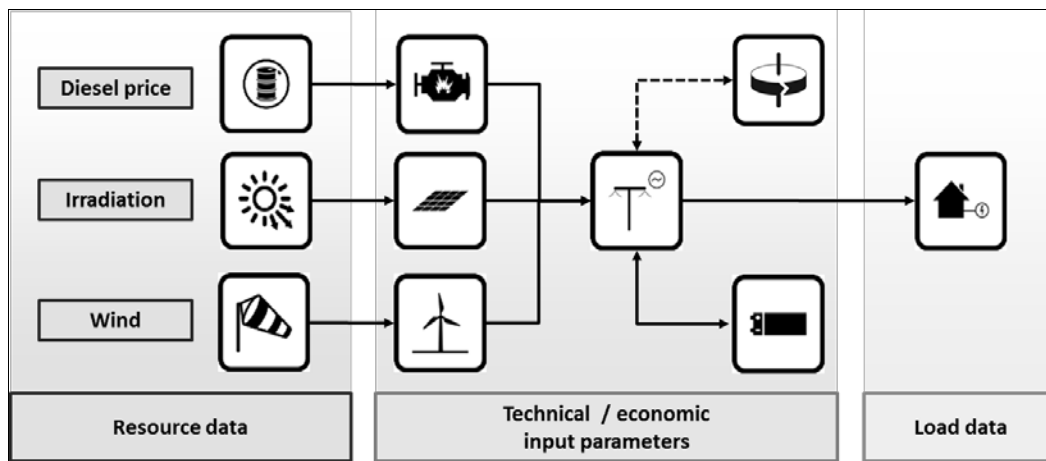 Diesel price
Irradiation
Wind
Resource data
Technical / economic
input parameters
Load data